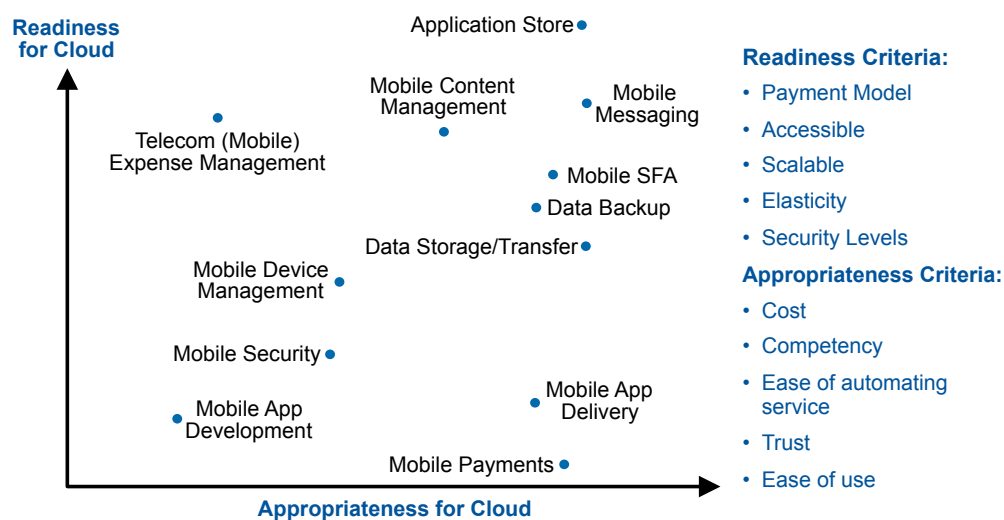 Readiness
for Cloud
Application Store
Mobile Content
Management
Mobile
Messaging
Telecom (Mobile)
Expense Management
Mobile SFA
Data Backup
Data Storage/Transfer
Mobile Device
Management
Mobile Security
Mobile App
Development
Mobile App
Delivery
Mobile Payments
Appropriateness for Cloud
Readiness Criteria:
• Payment Model
• Accessible
• Scalable
• Elasticity
• Security Levels
Appropriateness Criteria:
• Cost
• Competency
• Ease of automating
service
• Trust
• Ease of use